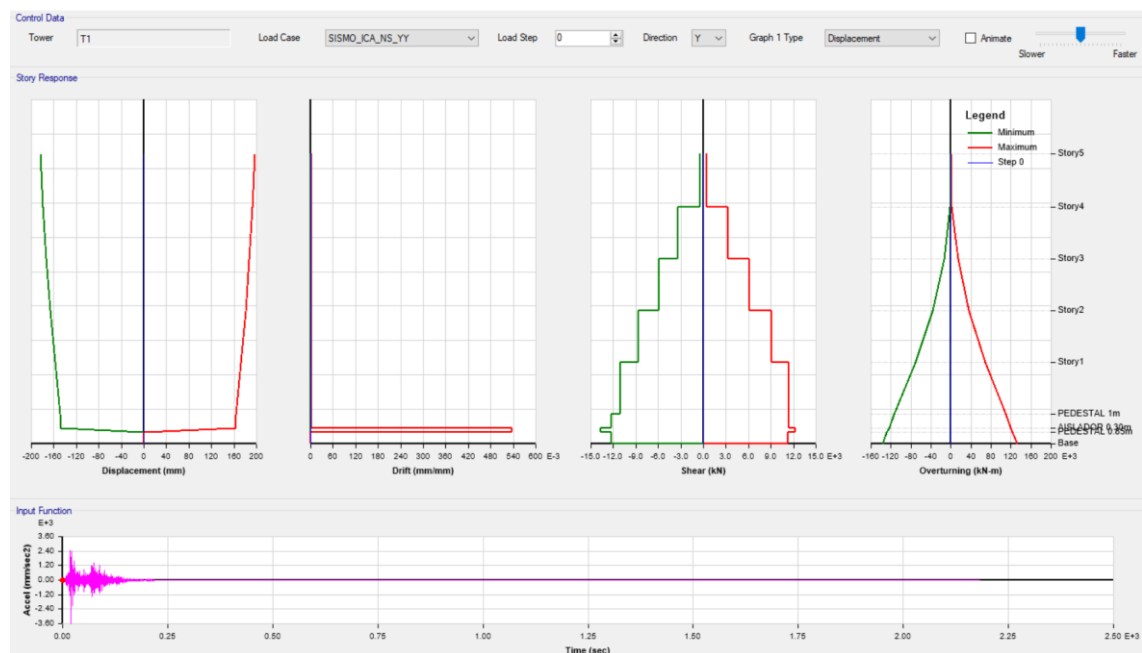 Control Data
Tower T1 Load Case SISMO_ICA_NS_YY Load Step 0 Direction Y Graph 1 Type Displacement Animate
Slower Faster
Story Response
Legend
Minimum
Maximum
Step 0
Story5
Story4
Story3
Story2
Story1
PEDESTAL 1m
AISLADOR 0.30m
PEDESTAL 0.85m
Base
-200 -160 -120 -80 -40 0 40 80 120 160 200
Displacement (mm)
0 60 120 180 240 300 360 420 480 540 600 E-3
Drift (mm/mm)
-15.0 -12.0 -9.0 -6.0 -3.0 0.0 3.0 6.0 9.0 12.0 15.0 E+3
Shear (kN)
-160 -120 -80 -40 0 40 80 120 160 200 E+3
Overturning (kN-m)
Input Function
E+3
3.60
2.40
1.20
0.00
-1.20
-2.40
-3.60
Accel (mm/sec2)
0.00 0.25 0.50 0.75 1.00 1.25 1.50 1.75 2.00 2.25 2.50 E+3
Time (sec)